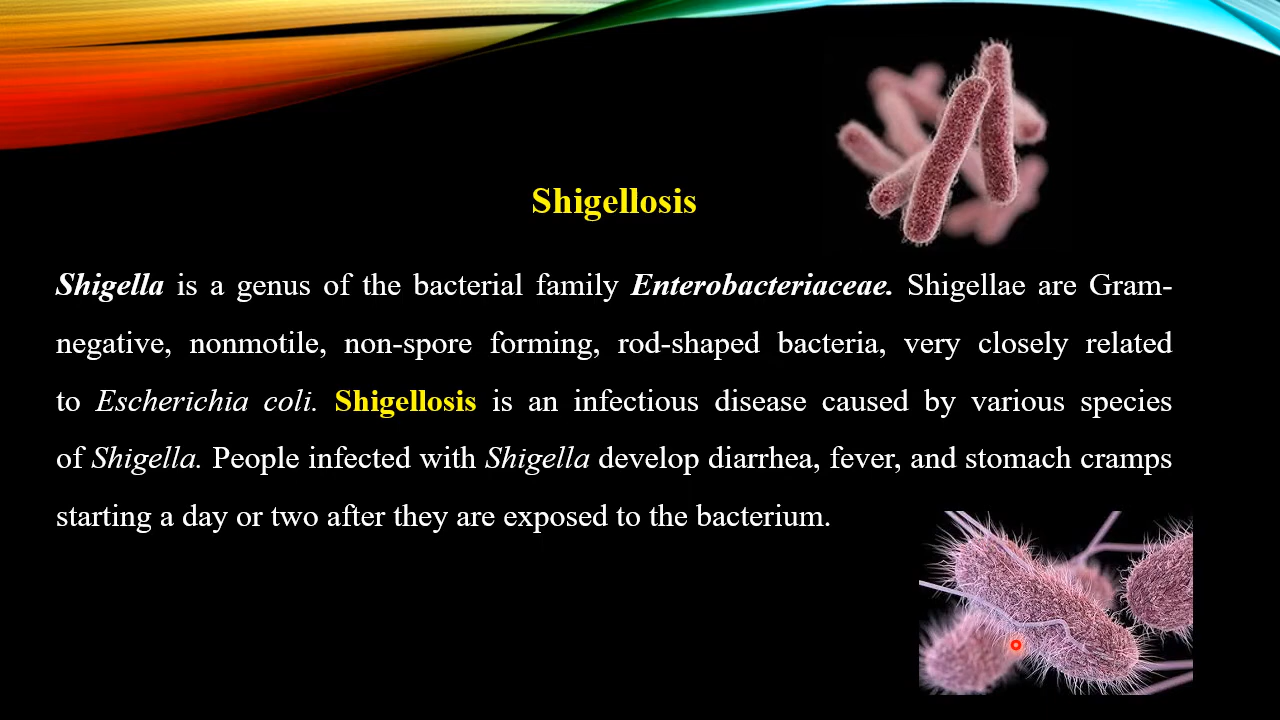 Shigellosis
Shigella is a genus of the bacterial family Enterobacteriaceae. Shigellae are Gram-
negative, nonmotile, non-spore forming, rod-shaped bacteria, very closely related
to Escherichia coli. Shigellosis is an infectious disease caused by various species
of Shigella. People infected with Shigella develop diarrhea, fever, and stomach cramps
starting a day or two after they are exposed to the bacterium.